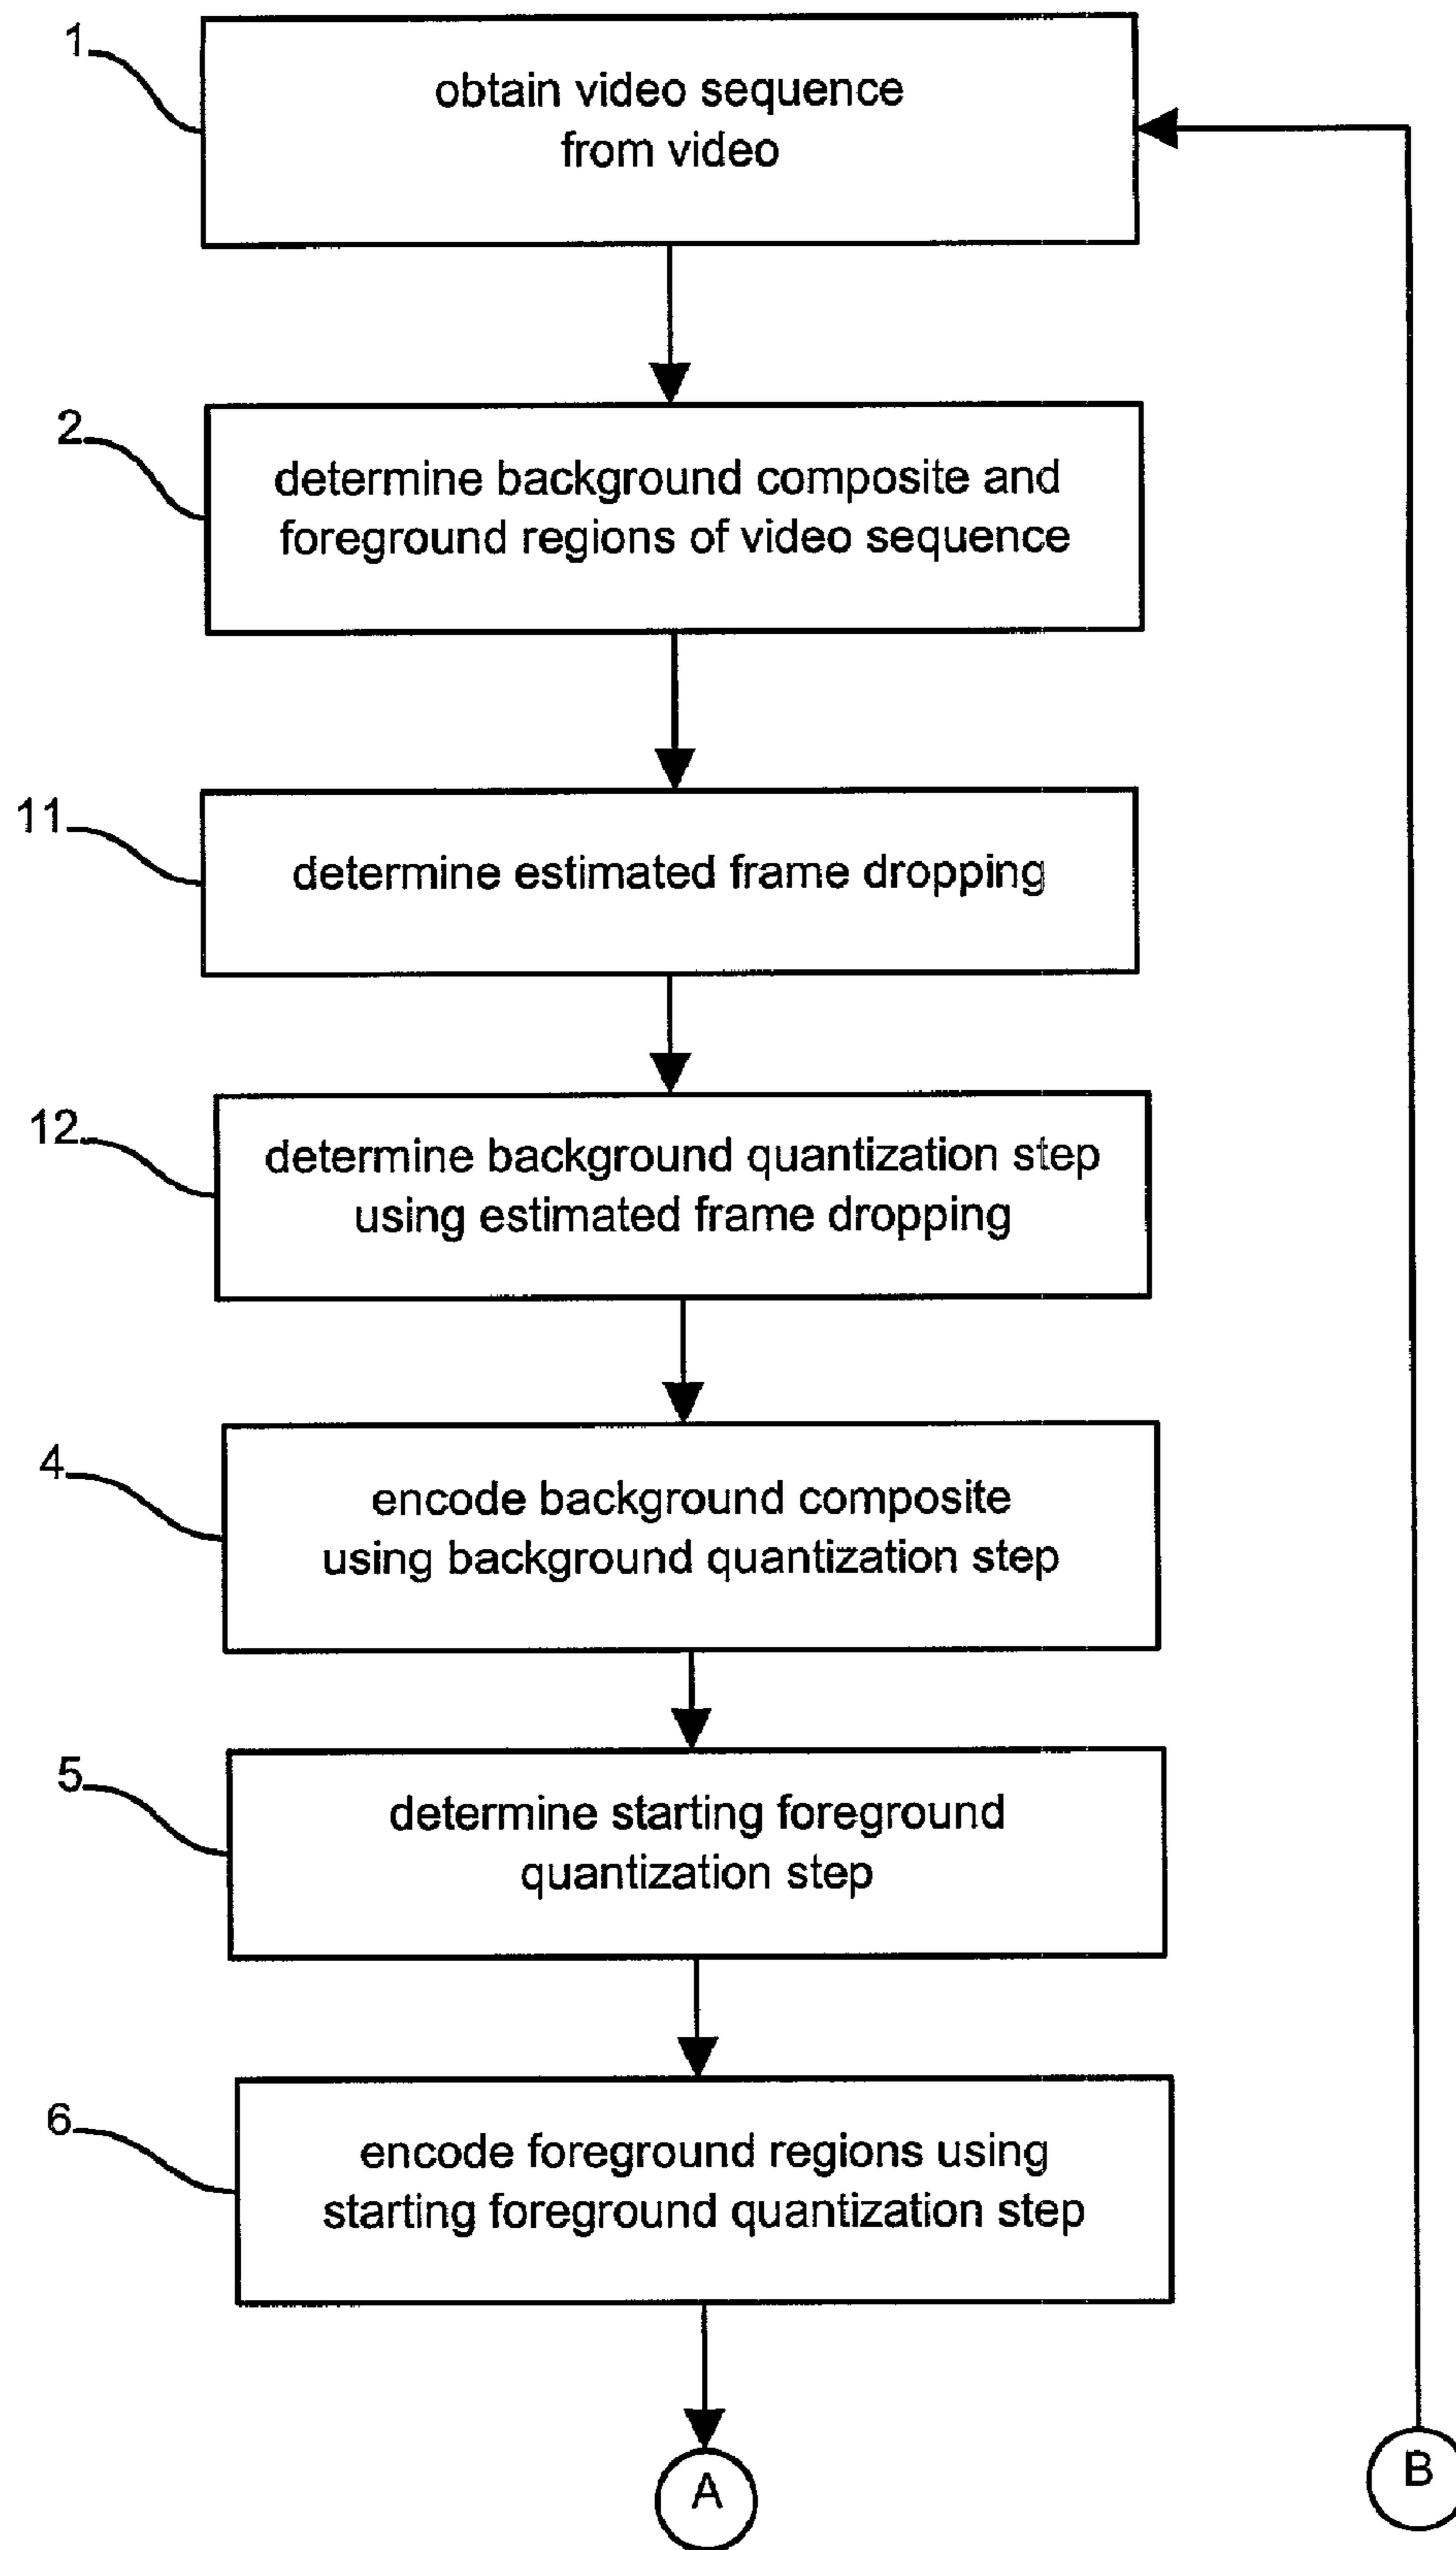 1
obtain video sequence
from video
2
determine background composite and
foreground regions of video sequence
11
determine estimated frame dropping
12
determine background quantization step
using estimated frame dropping
4
encode background composite
using background quantization step
5
determine starting foreground
quantization step
6
encode foreground regions using
starting foreground quantization step
A
B